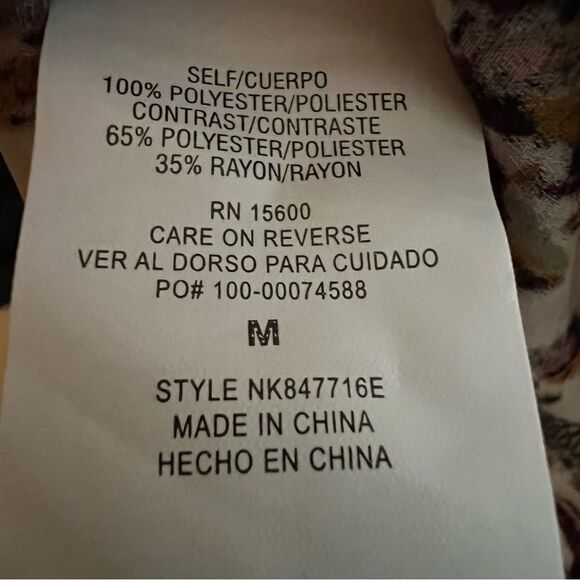 SELF/CUERPO
100% POLYESTER/POLIESTER
CONTRAST/CONTRASTE
65% POLYESTER/POLIESTER
35% RAYON/RAYON
RN 15600
CARE ON REVERSE
VER AL DORSO PARA CUIDADO
PO# 100-00074588
M
STYLE NK847716E
MADE IN CHINA
HECHO EN CHINA